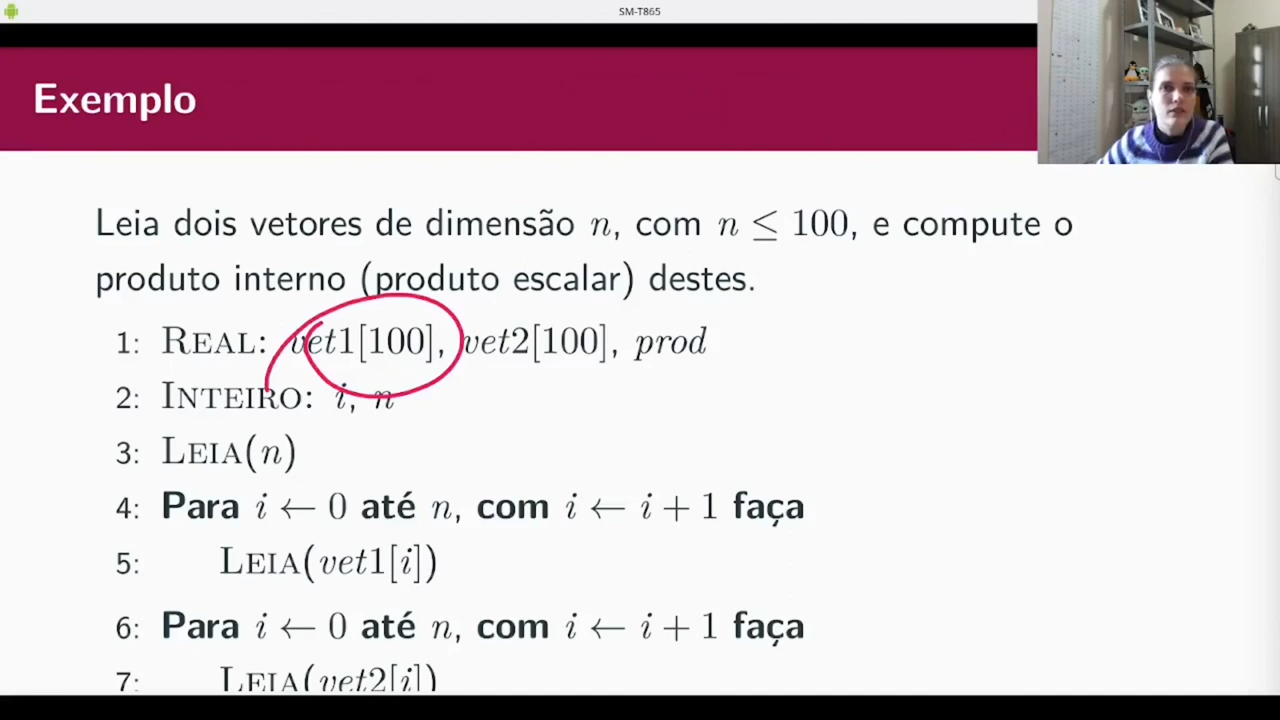 SM-T865
Exemplo
Leia dois vetores de dimensão n, com n ≤ 100, e compute o
produto interno (produto escalar) destes.
1: REAL: vet1[100], vet2[100], prod
2: INTEIRO: i, n
3: LEIA(n)
4: Para i ← 0 até n, com i ← i + 1 faça
5: LEIA(vet1[i])
6: Para i ← 0 até n, com i ← i + 1 faça
7: LEIA(vet2[i])